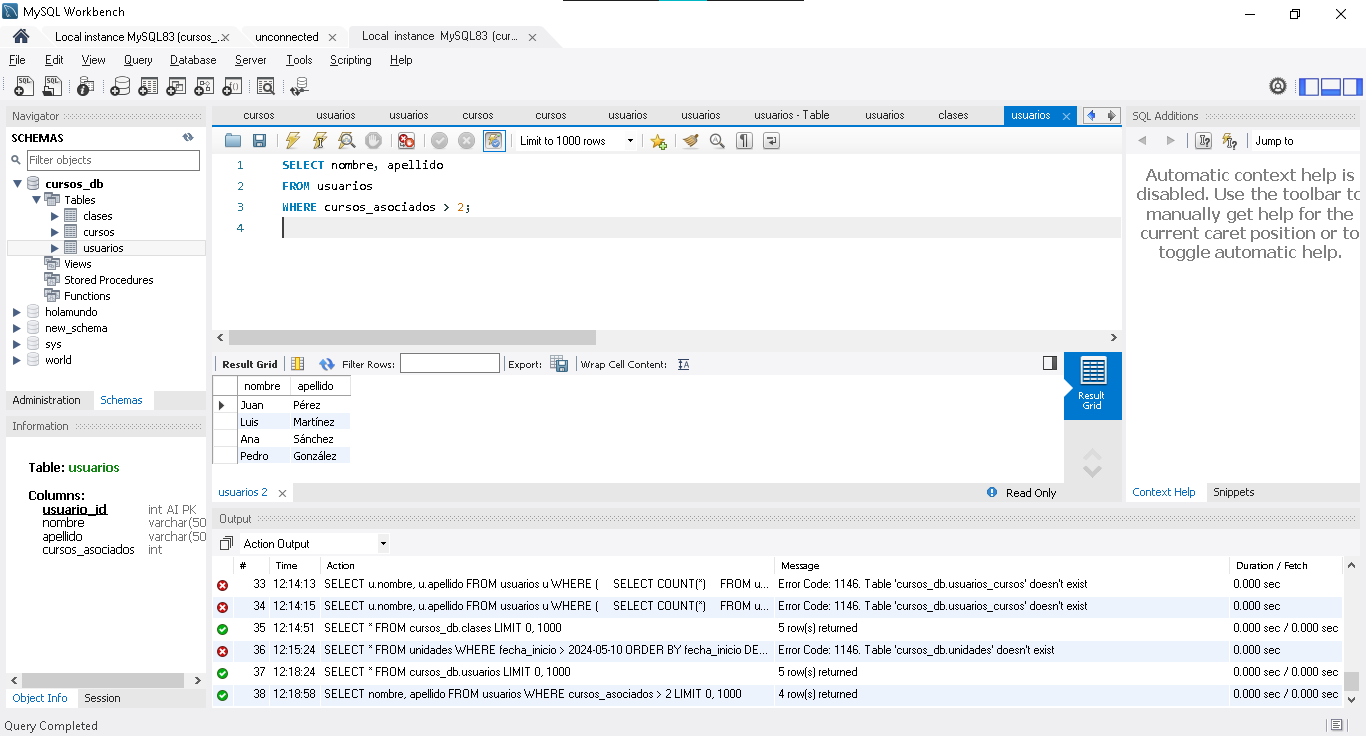 MySQL Workbench
Local instance MySQL83 (cursos_...
unconnected
Local instance MySQL83 (cur...
File Edit View Query Database Server Tools Scripting Help
Navigator
SCHEMAS
Filter objects
cursos_db
Tables
clases
cursos
usuarios
Views
Stored Procedures
Functions
holamundo
new_schema
sys
world
Administration Schemas
Information
Table: usuarios
Columns:
usuario_id int AI PK
nombre varchar(50
apellido varchar(50
cursos_asociados int
Object Info Session
cursos usuarios usuarios cursos cursos usuarios usuarios usuarios - Table usuarios clases usuarios
Limit to 1000 rows
1 SELECT nombre, apellido
2 FROM usuarios
3 WHERE cursos_asociados > 2;
4
Result Grid Filter Rows: Export: Wrap Cell Content:
nombre apellido
Juan Pérez
Luis Martínez
Ana Sánchez
Pedro González
Result
Grid
usuarios 2
Read Only
SQL Additions
Jump to
Automatic context help is
disabled. Use the toolbar to
manually get help for the
current caret position or to
toggle automatic help.
Context Help Snippets
Output
Action Output
# Time Action Message Duration / Fetch
33 12:14:13 SELECT u.nombre, u.apellido FROM usuarios u WHERE ( SELECT COUNT(*) FROM u... Error Code: 1146. Table 'cursos_db.usuarios_cursos' doesn't exist 0.000 sec
34 12:14:15 SELECT u.nombre, u.apellido FROM usuarios u WHERE ( SELECT COUNT(*) FROM u... Error Code: 1146. Table 'cursos_db.usuarios_cursos' doesn't exist 0.000 sec
35 12:14:51 SELECT * FROM cursos_db.clases LIMIT 0, 1000 5 row(s) returned 0.000 sec / 0.000 sec
36 12:15:24 SELECT * FROM unidades WHERE fecha_inicio > 2024-05-10 ORDER BY fecha_inicio DE... Error Code: 1146. Table 'cursos_db.unidades' doesn't exist 0.000 sec
37 12:18:24 SELECT * FROM cursos_db.usuarios LIMIT 0, 1000 5 row(s) returned 0.000 sec / 0.000 sec
38 12:18:58 SELECT nombre, apellido FROM usuarios WHERE cursos_asociados > 2 LIMIT 0, 1000 4 row(s) returned 0.000 sec / 0.000 sec
Query Completed